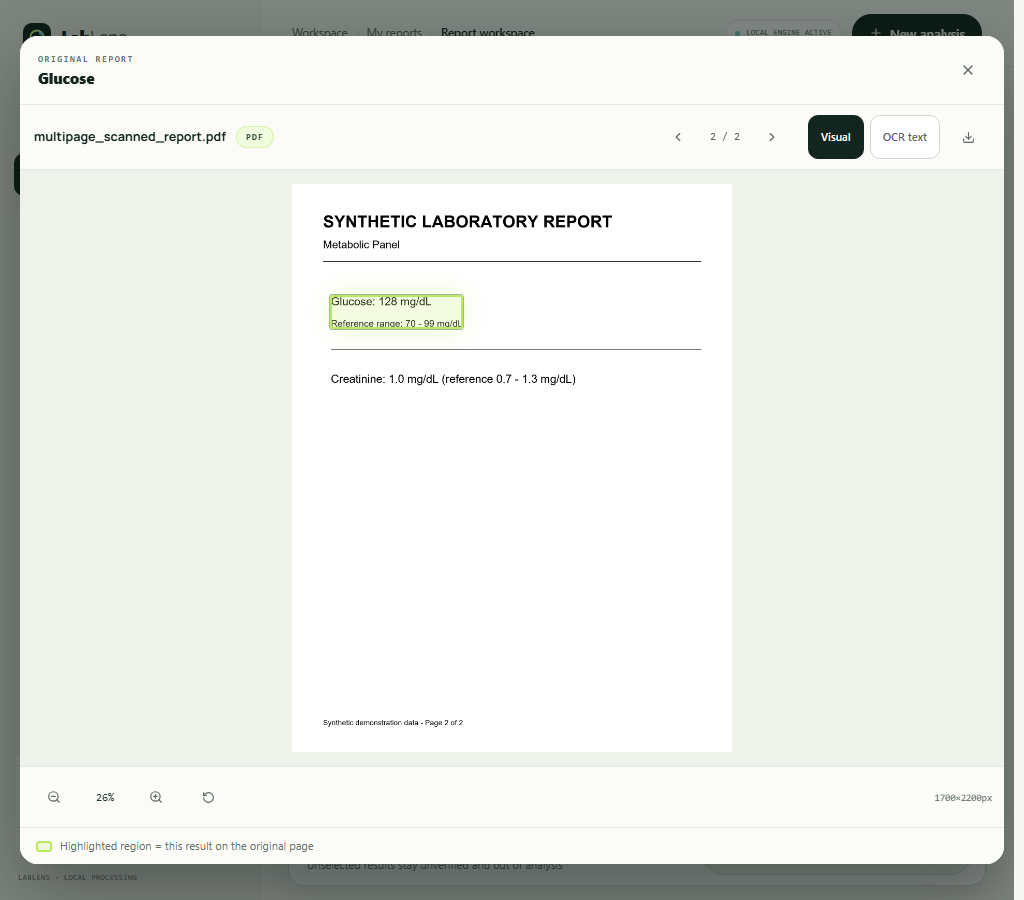 LabLens
Workspace
My reports
Report workspace
LOCAL ENGINE ACTIVE
+ New analysis
ORIGINAL REPORT
Glucose
multipage_scanned_report.pdf
PDF
2 / 2
Visual
OCR text
SYNTHETIC LABORATORY REPORT
Metabolic Panel
Glucose: 128 mg/dL
Reference range: 70 - 99 mg/dL
Creatinine: 1.0 mg/dL (reference 0.7 - 1.3 mg/dL)
Synthetic demonstration data - Page 2 of 2
26%
1700×2200px
Highlighted region = this result on the original page
Unselected results stay unverified and out of analysis
LABLENS · LOCAL PROCESSING